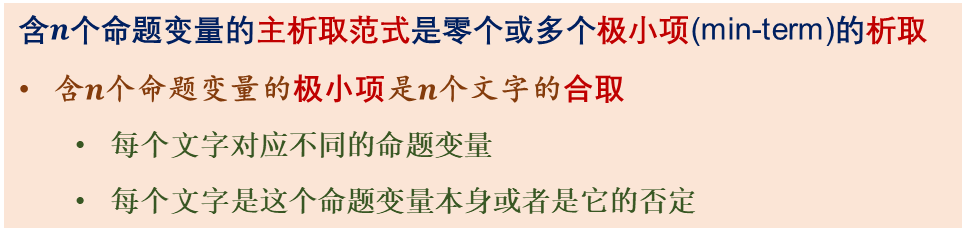 含n个命题变量的主析取范式是零个或多个极小项(min-term)的析取
• 含n个命题变量的极小项是n个文字的合取
• 每个文字对应不同的命题变量
• 每个文字是这个命题变量本身或者是它的否定